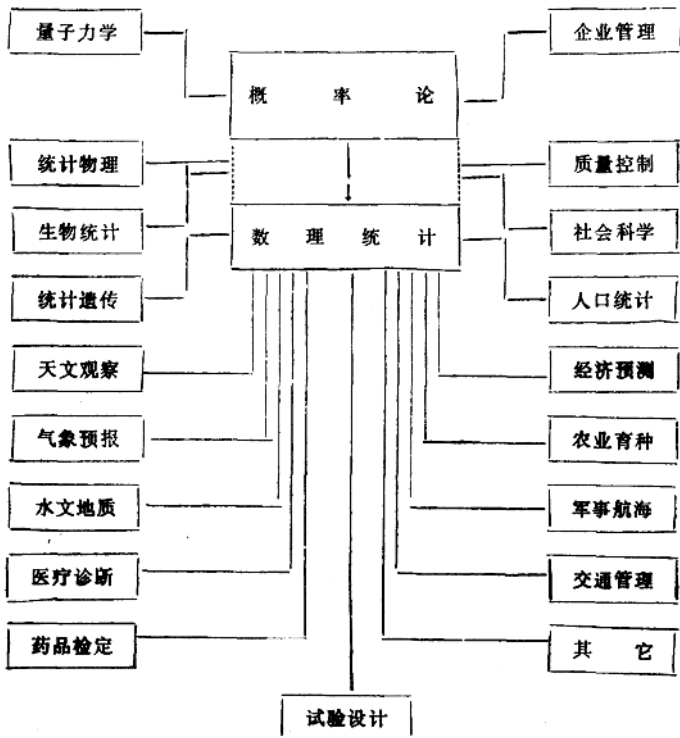 量子力学
企业管理
概率论
统计物理
质量控制
生物统计
数理统计
社会科学
统计遗传
人口统计
天文观察
经济预测
气象预报
农业育种
水文地质
军事航海
医疗诊断
交通管理
药品检定
其它
试验设计